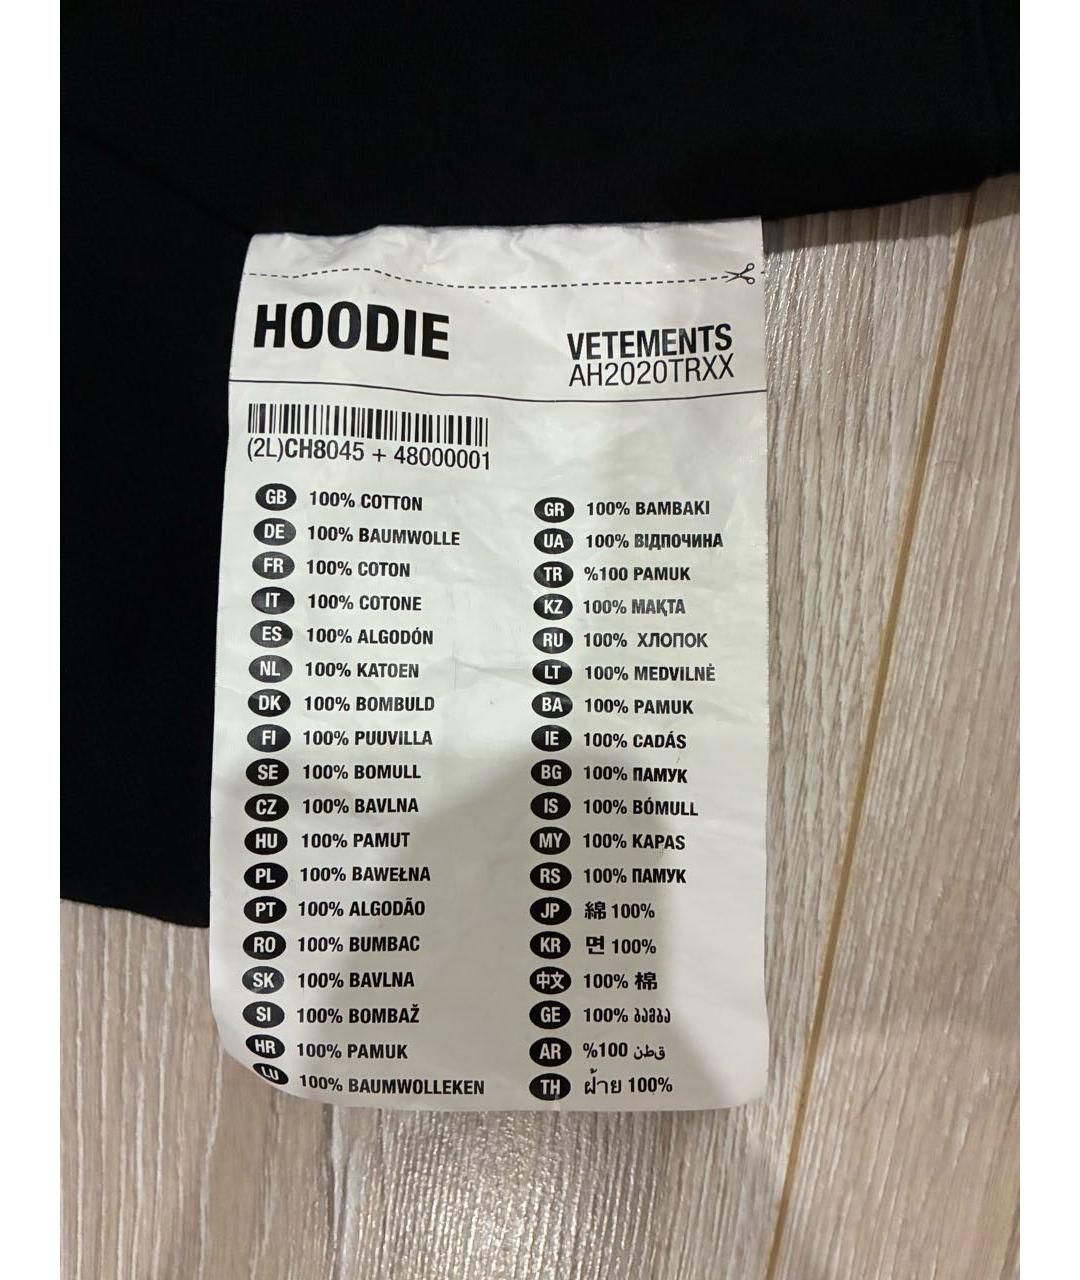 HOODIE
VETEMENTS
AH2020TRXX
(2L)CH8045 + 48000001
GB 100% COTTON
DE 100% BAUMWOLLE
FR 100% COTON
IT 100% COTONE
ES 100% ALGODÓN
NL 100% KATOEN
DK 100% BOMBULD
FI 100% PUUVILLA
SE 100% BOMULL
CZ 100% BAVLNA
HU 100% PAMUT
PL 100% BAWEŁNA
PT 100% ALGODÃO
RO 100% BUMBAC
SK 100% BAVLNA
SI 100% BOMBAŽ
HR 100% PAMUK
LU 100% BAUMWOLLEKEN
GR 100% BAMBAKI
UA 100% ВІДПОЧИНА
TR %100 PAMUK
KZ 100% МАҚТА
RU 100% ХЛОПОК
LT 100% MEDVILNĖ
BA 100% PAMUK
IE 100% CADÁS
BG 100% ПАМУК
IS 100% BÓMULL
MY 100% KAPAS
RS 100% ПАМУК
JP 綿 100%
KR 면 100%
中文 100% 棉
GE 100% ბამბა
AR %100 قطن
TH ฝ้าย 100%